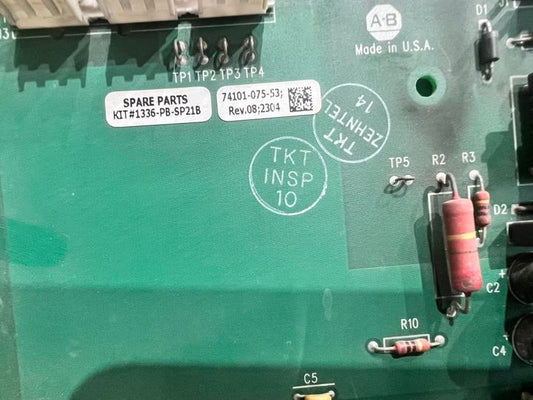 A-B
Made in U.S.A.
D1
TP1 TP2 TP3 TP4
SPARE PARTS
KIT#1336-PB-SP21B
74101-075-53;
Rev.08;2304
TKT
ZEHNTEL
14
TKT
INSP
10
TP5
R2
R3
D2
+
C2
R10
+
C4
C5